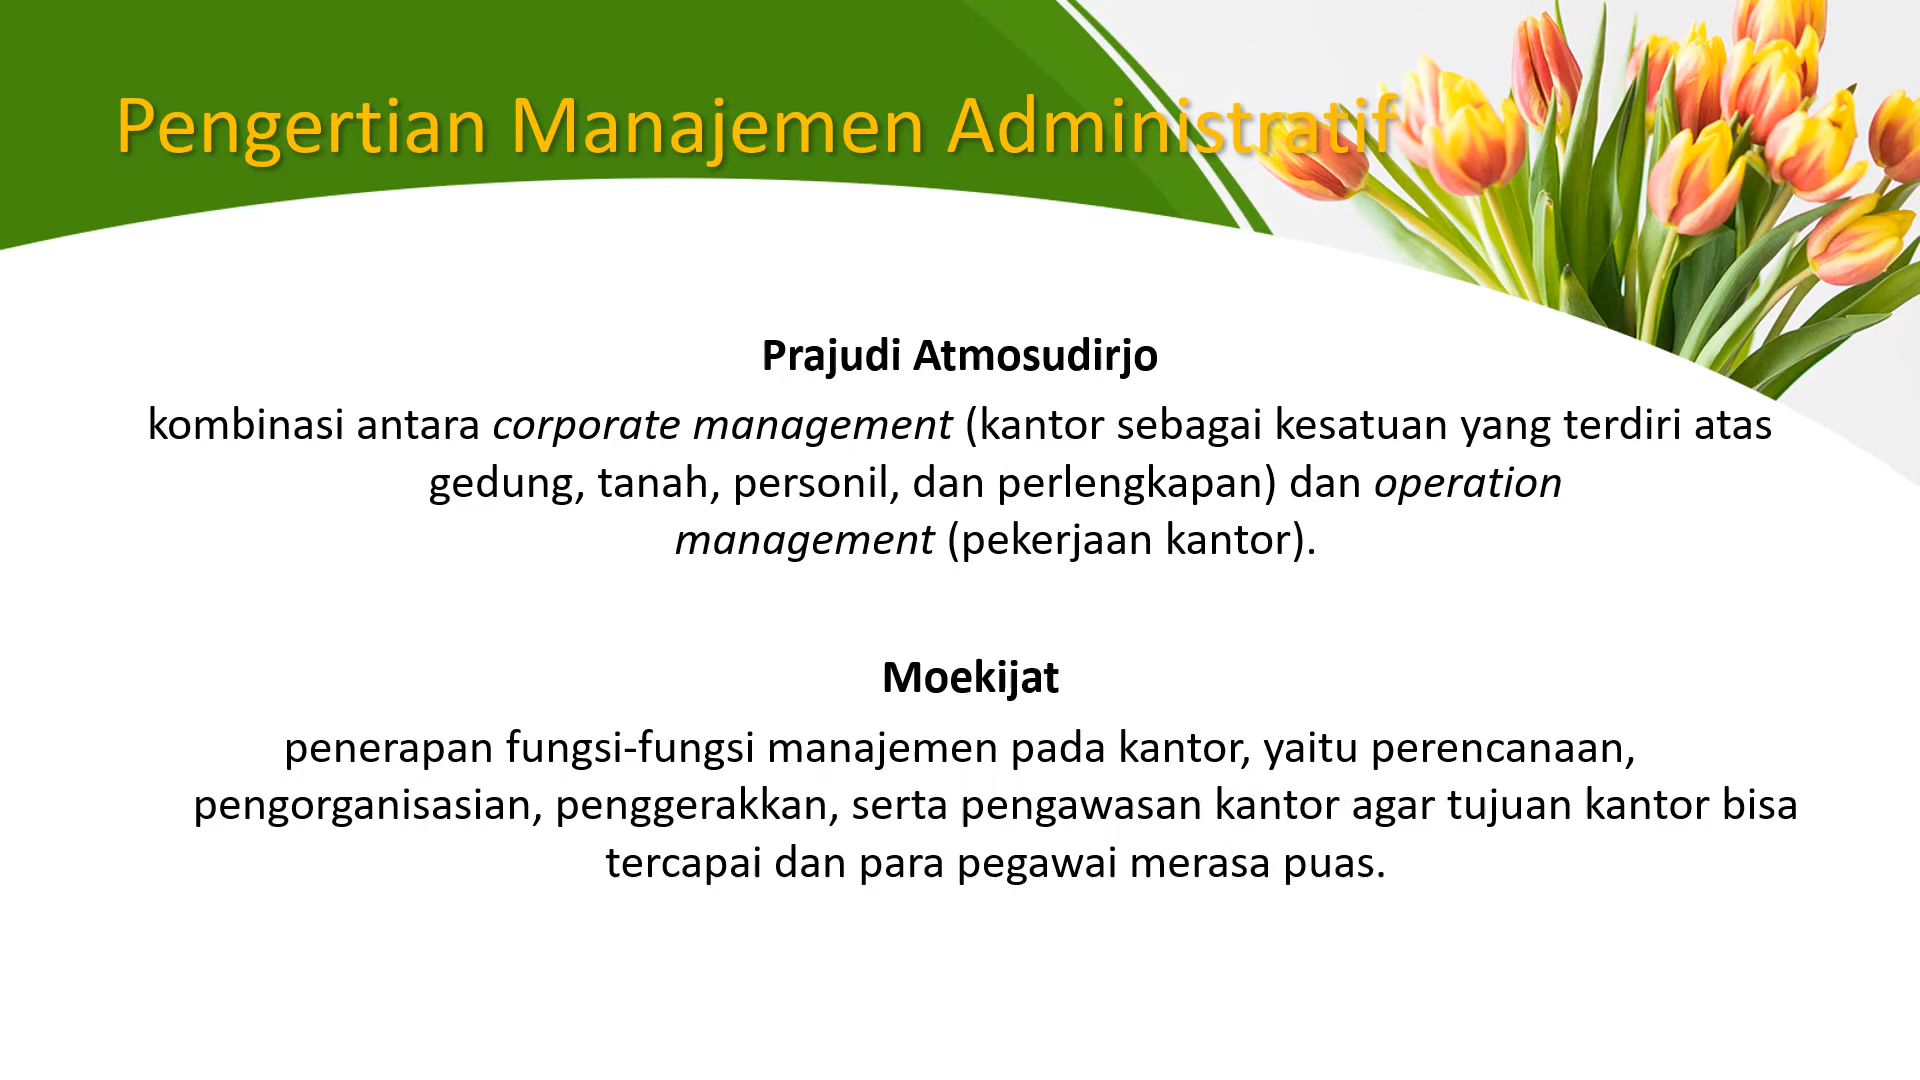 Pengertian Manajemen Administratif
Prajudi Atmosudirjo
kombinasi antara corporate management (kantor sebagai kesatuan yang terdiri atas
gedung, tanah, personil, dan perlengkapan) dan operation
management (pekerjaan kantor).
Moekijat
penerapan fungsi-fungsi manajemen pada kantor, yaitu perencanaan,
pengorganisasian, penggerakkan, serta pengawasan kantor agar tujuan kantor bisa
tercapai dan para pegawai merasa puas.